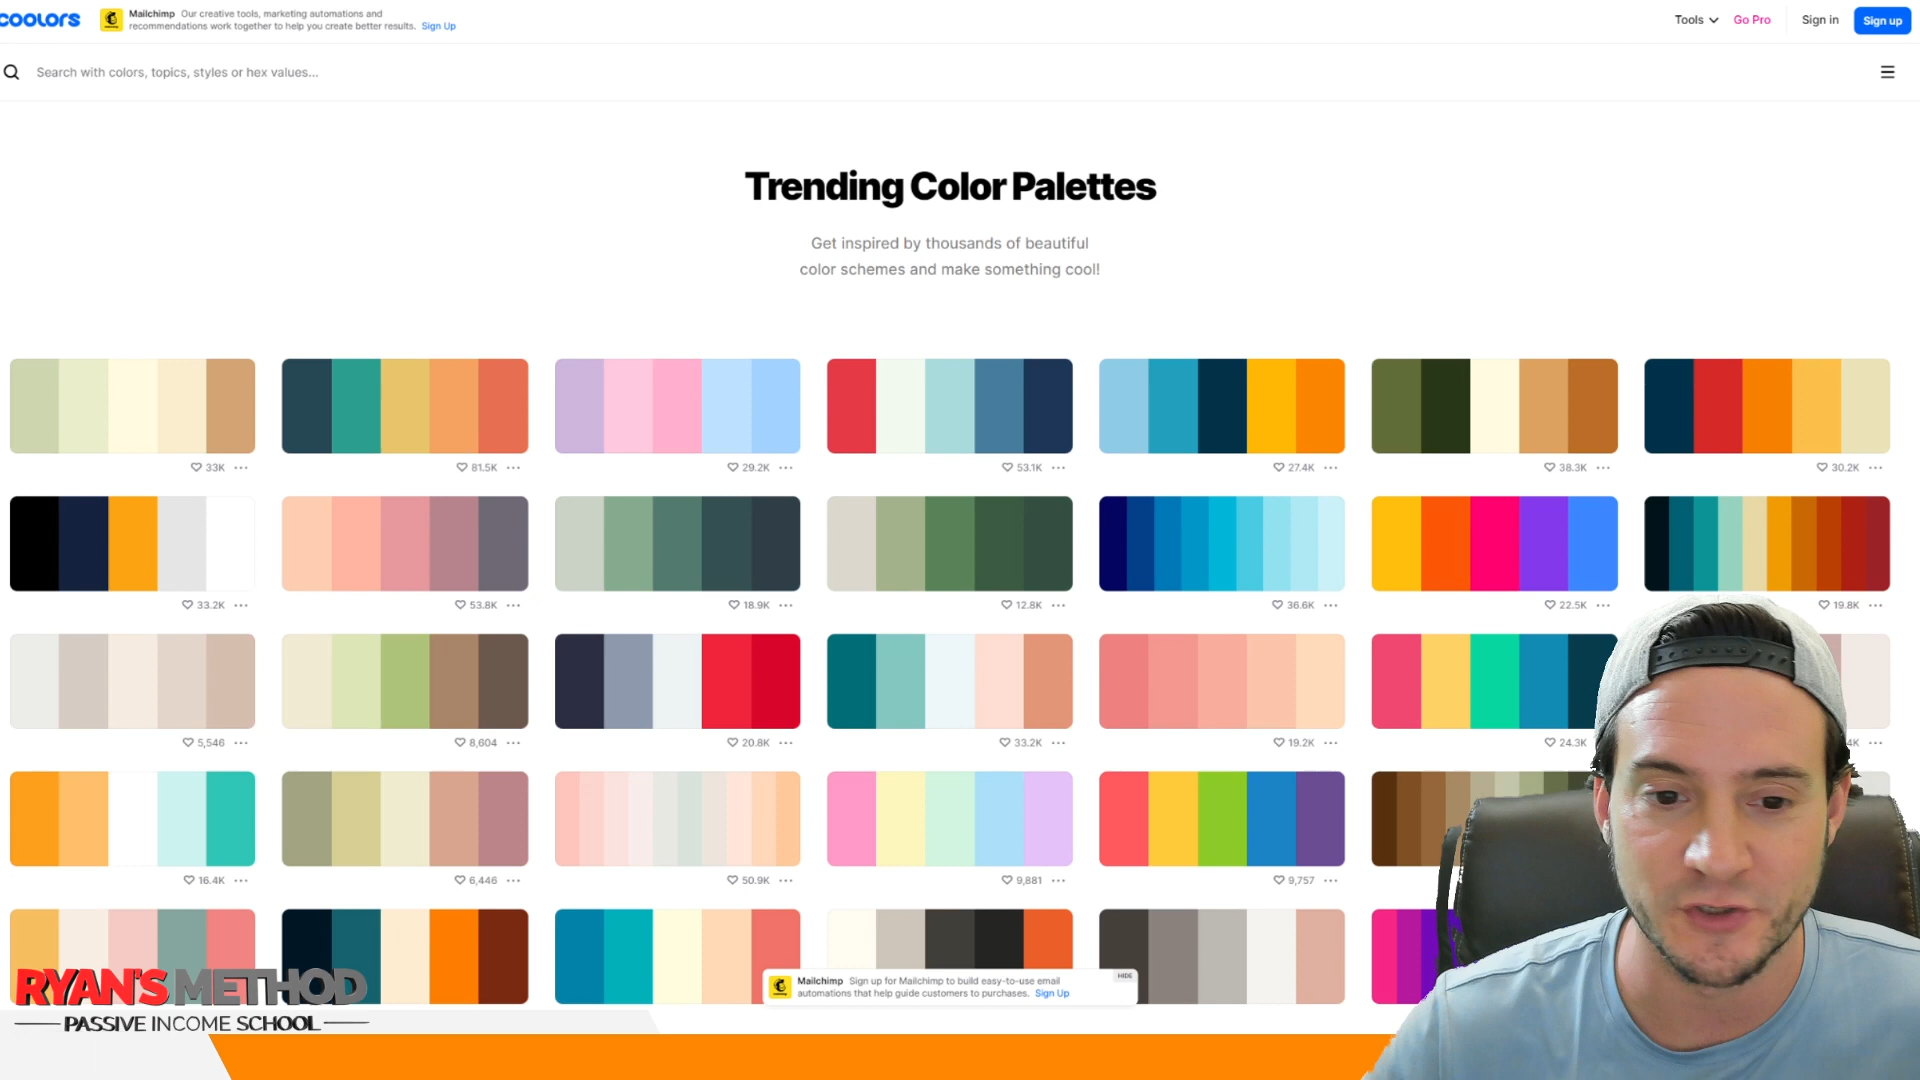 coolors
Mailchimp Our creative tools, marketing automations and
recommendations work together to help you create better results. Sign Up
Tools Go Pro Sign in Sign up
Search with colors, topics, styles or hex values...
Trending Color Palettes
Get inspired by thousands of beautiful
color schemes and make something cool!
33K 81.5K 29.2K 53.1K 27.4K 38.3K 30.2K
33.2K 53.8K 18.9K 12.8K 36.6K 22.5K 19.8K
5,546 8,604 20.8K 33.2K 19.2K 24.3K
16.4K 6,446 50.9K 9,881 9,757
RYAN'S METHOD
PASSIVE INCOME SCHOOL
Mailchimp Sign up for Mailchimp to build easy-to-use email
automations that help guide customers to purchases. Sign Up
HIDE